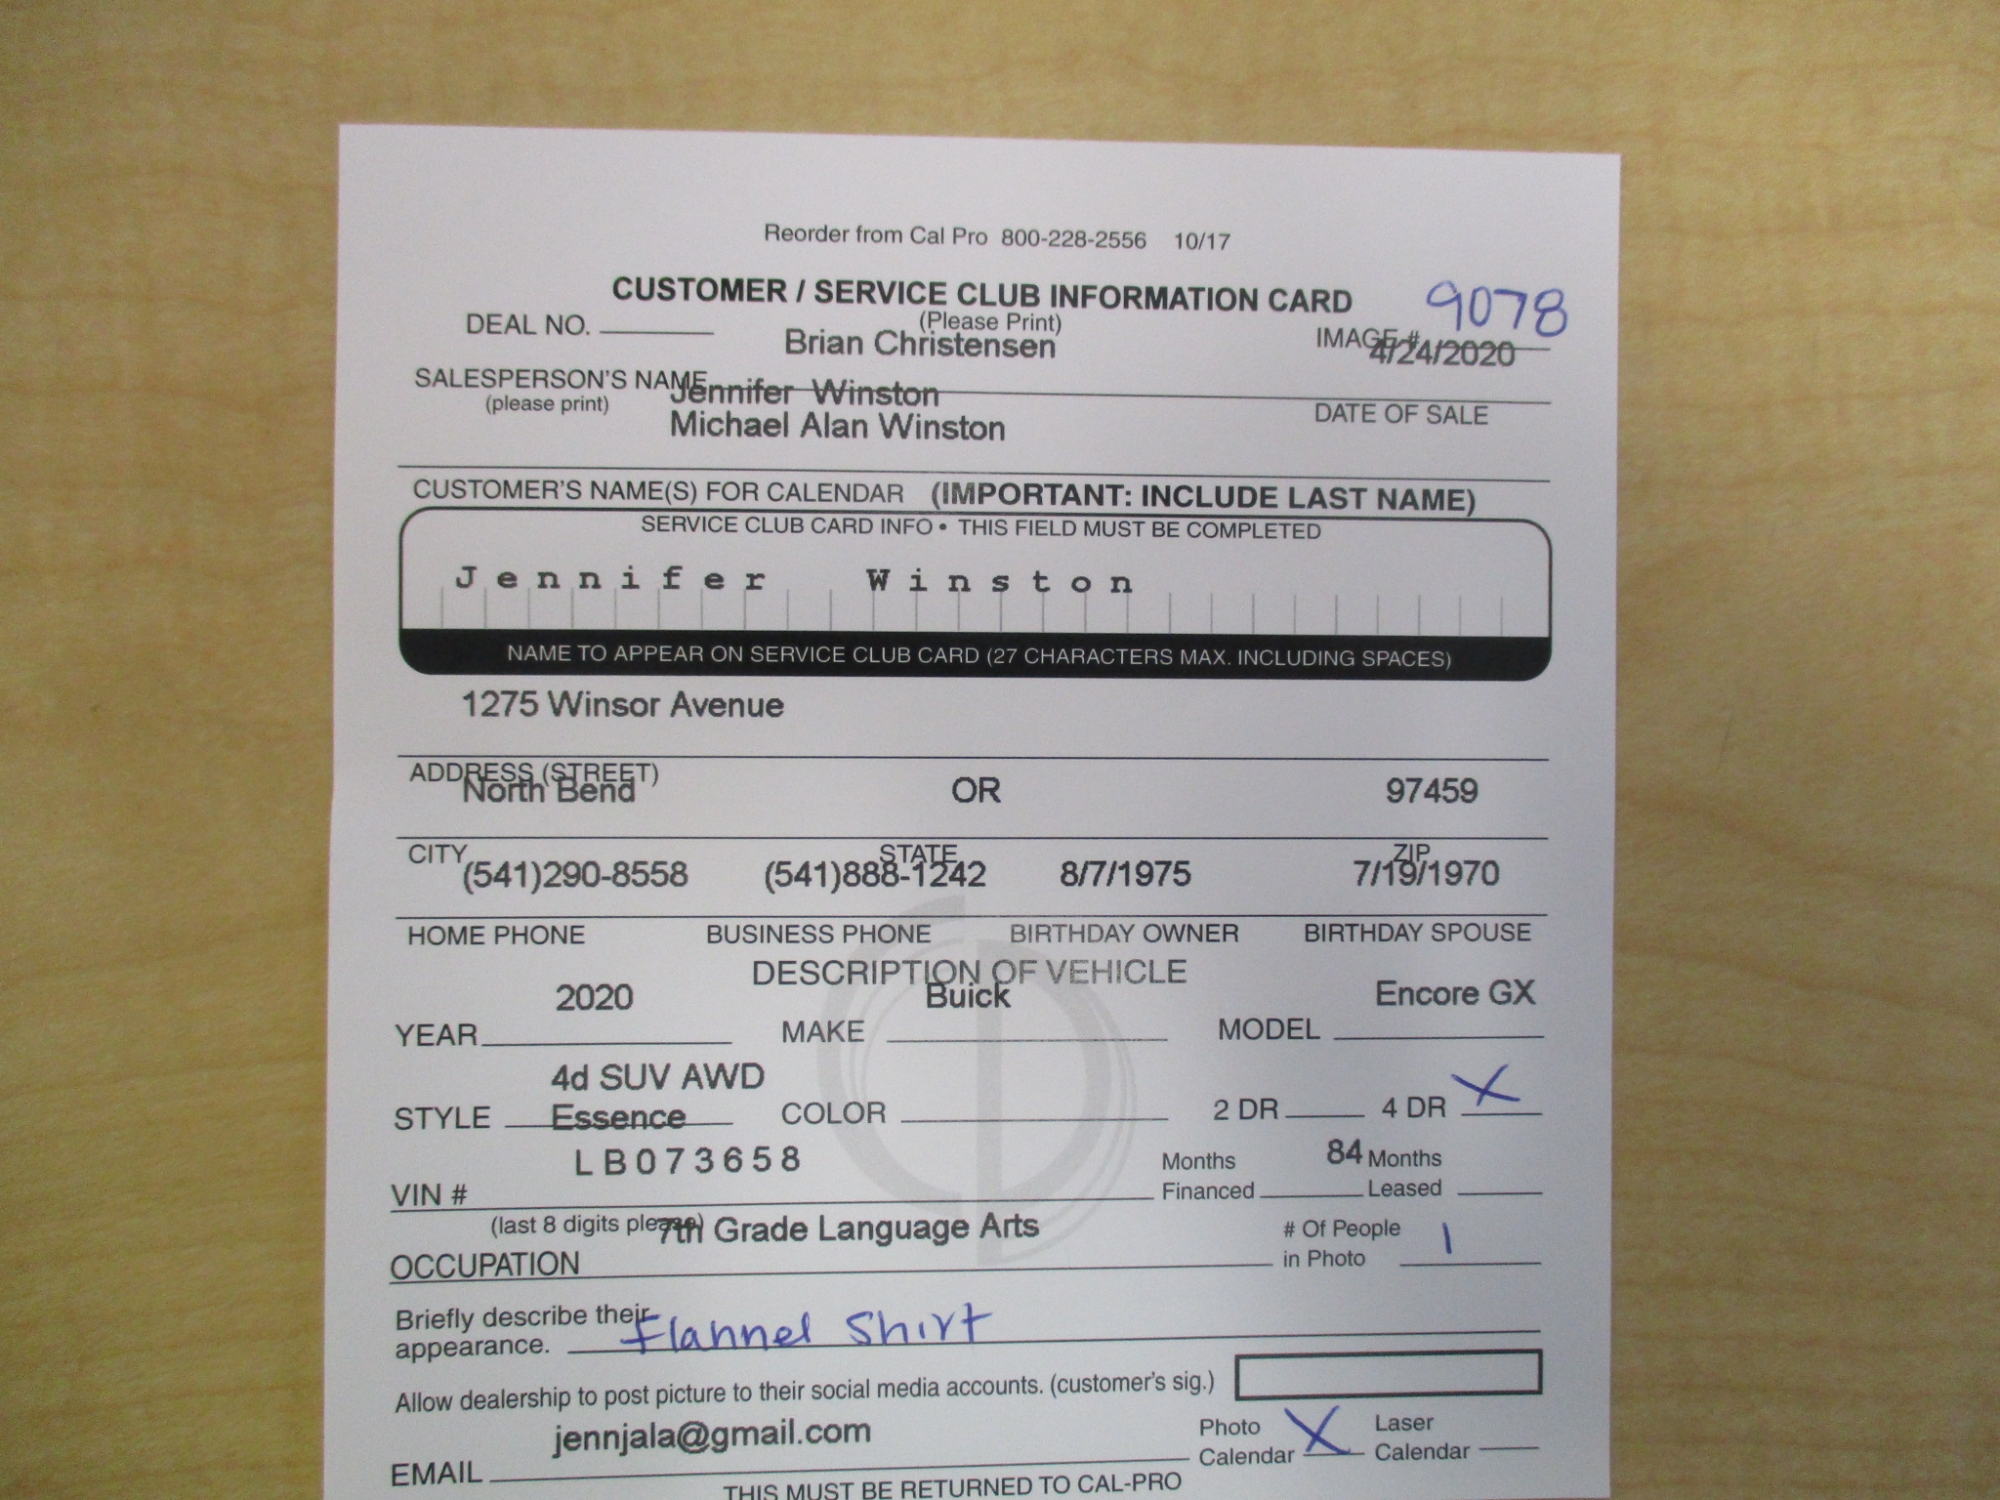 Reorder from Cal Pro 800-228-2556 10/17
CUSTOMER / SERVICE CLUB INFORMATION CARD 9078
DEAL NO. (Please Print) IMAGE #
Brian Christensen 4/24/2020
SALESPERSON'S NAME Jennifer Winston
(please print) Michael Alan Winston DATE OF SALE
CUSTOMER'S NAME(S) FOR CALENDAR (IMPORTANT: INCLUDE LAST NAME)
SERVICE CLUB CARD INFO • THIS FIELD MUST BE COMPLETED
Jennifer Winston
NAME TO APPEAR ON SERVICE CLUB CARD (27 CHARACTERS MAX. INCLUDING SPACES)
1275 Winsor Avenue
ADDRESS (STREET)
North Bend OR 97459
CITY STATE ZIP
(541)290-8558 (541)888-1242 8/7/1975 7/19/1970
HOME PHONE BUSINESS PHONE BIRTHDAY OWNER BIRTHDAY SPOUSE
DESCRIPTION OF VEHICLE
2020 Buick Encore GX
YEAR MAKE MODEL
4d SUV AWD X
STYLE Essence COLOR 2 DR 4 DR
LB073658 Months 84 Months
VIN # Financed Leased
(last 8 digits please) 7th Grade Language Arts # Of People 1
OCCUPATION in Photo
Briefly describe their
appearance. Flannel Shirt
Allow dealership to post picture to their social media accounts. (customer's sig.)
jennjala@gmail.com Photo X Laser
EMAIL Calendar Calendar
THIS MUST BE RETURNED TO CAL-PRO